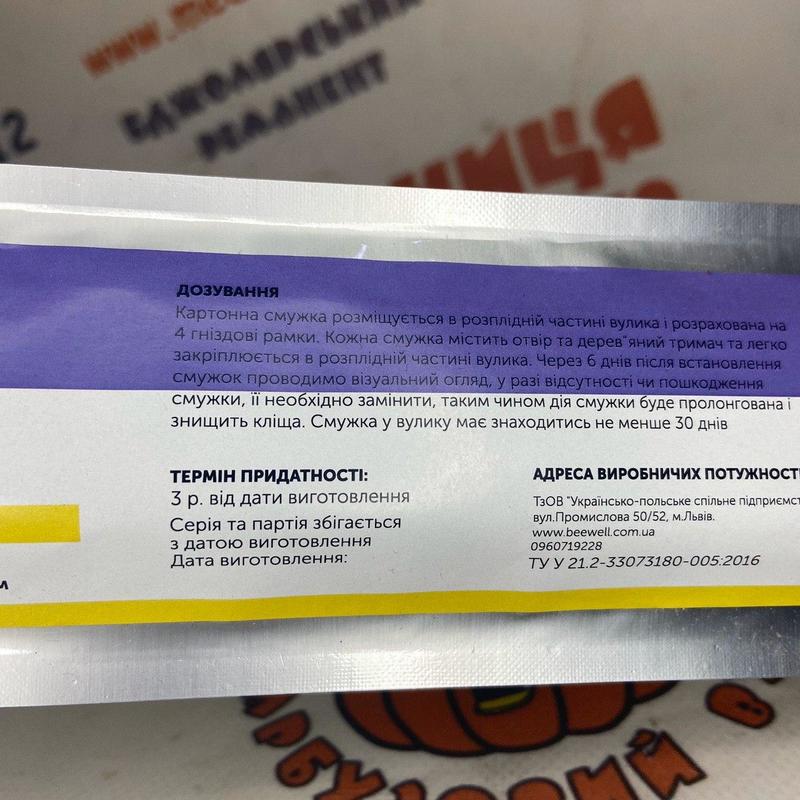 www.
БДЖОЛЯРСЬКИЙ
РЕМАНЕНТ
ДОЗУВАННЯ
Картонна смужка розміщується в розплідній частині вулика і розрахована на
4 гніздові рамки. Кожна смужка містить отвір та дерев"яний тримач та легко
закріплюється в розплідній частині вулика. Через 6 днів після встановлення
смужок проводимо візуальний огляд, у разі відсутності чи пошкодження
смужки, її необхідно замінити, таким чином дія смужки буде пролонгована і
знищить кліща. Смужка у вулику має знаходитись не менше 30 днів
ТЕРМІН ПРИДАТНОСТІ:
3 р. від дати виготовлення
Серія та партія збігається
з датою виготовлення
Дата виготовлення:
АДРЕСА ВИРОБНИЧИХ ПОТУЖНОСТ
ТзОВ "Українсько-польське спільне підприємст
вул.Промислова 50/52, м.Львів.
www.beewell.com.ua
0960719228
ТУ У 21.2-33073180-005:2016